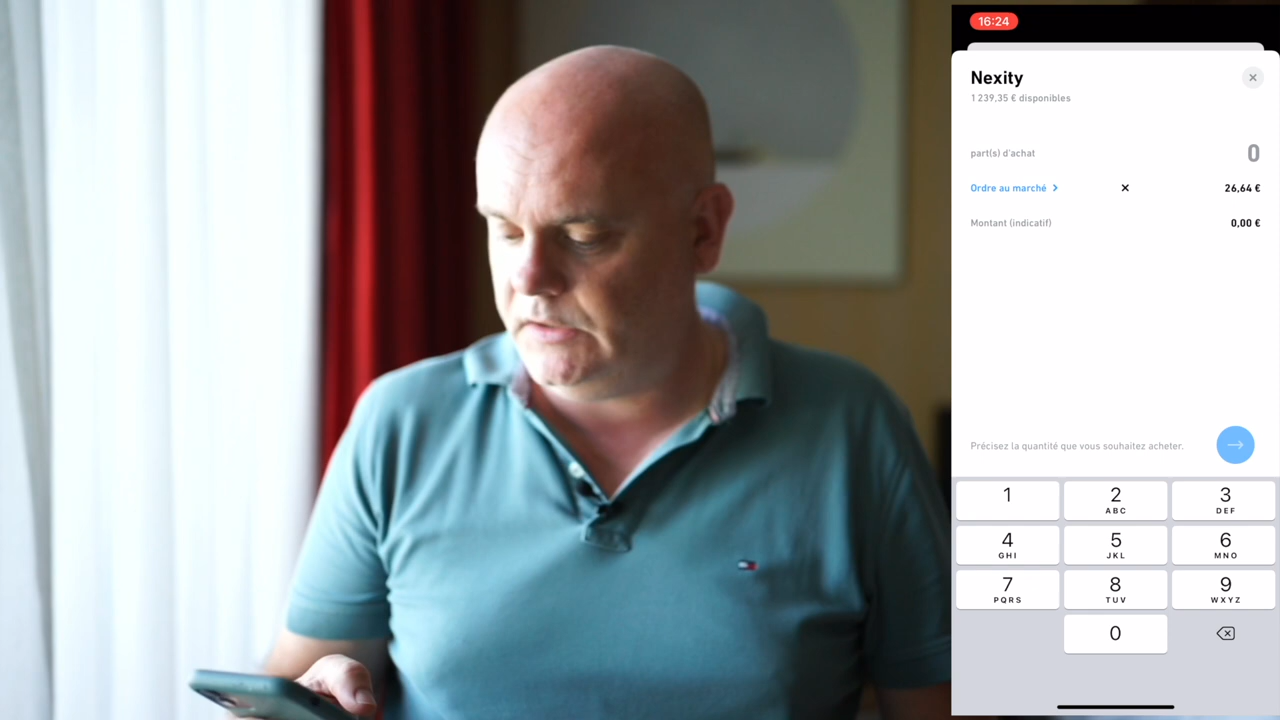 16:24
Nexity
1 239,35 € disponibles
part(s) d'achat 0
Ordre au marché > × 26,64 €
Montant (indicatif) 0,00 €
Précisez la quantité que vous souhaitez acheter.
1 2 3
ABC DEF
4 5 6
GHI JKL MNO
7 8 9
PQRS TUV WXYZ
0